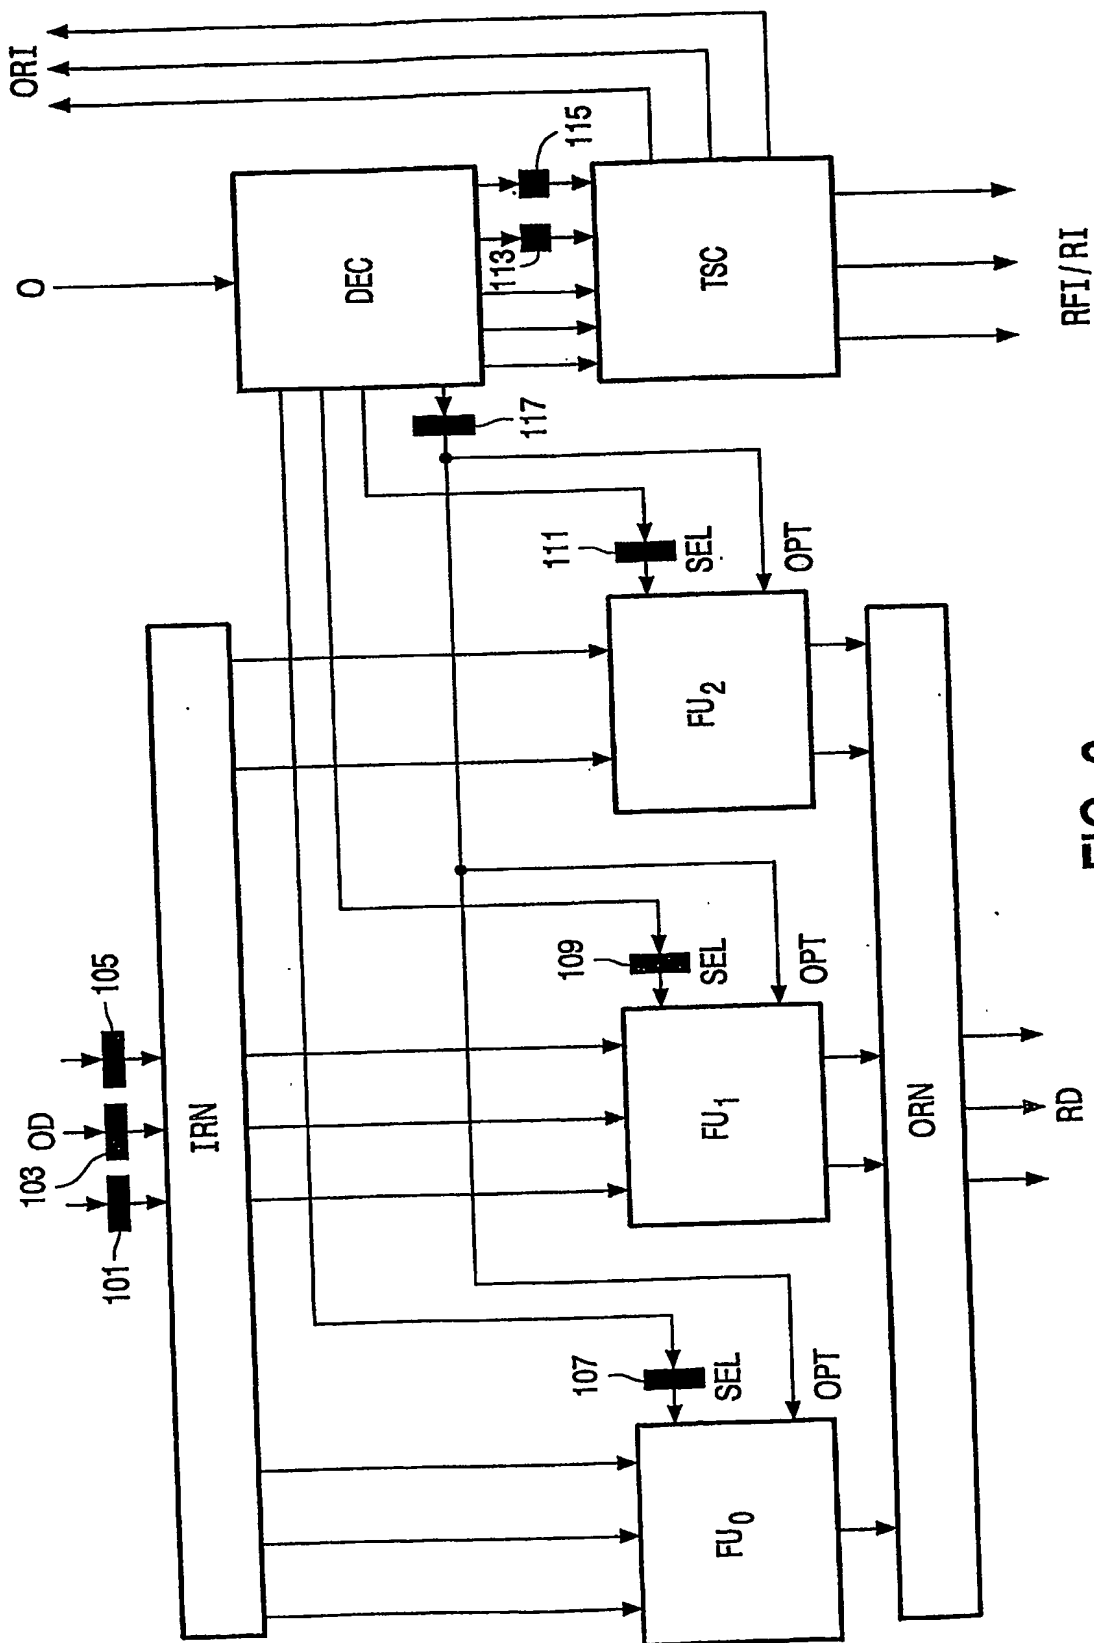 ORI
O
115
DEC
113
TSC
RFI/RI
117
111
SEL
OPT
FU2
105
OD
103
101
IRN
109
SEL
OPT
FU1
ORN
RD
107
SEL
OPT
FU0